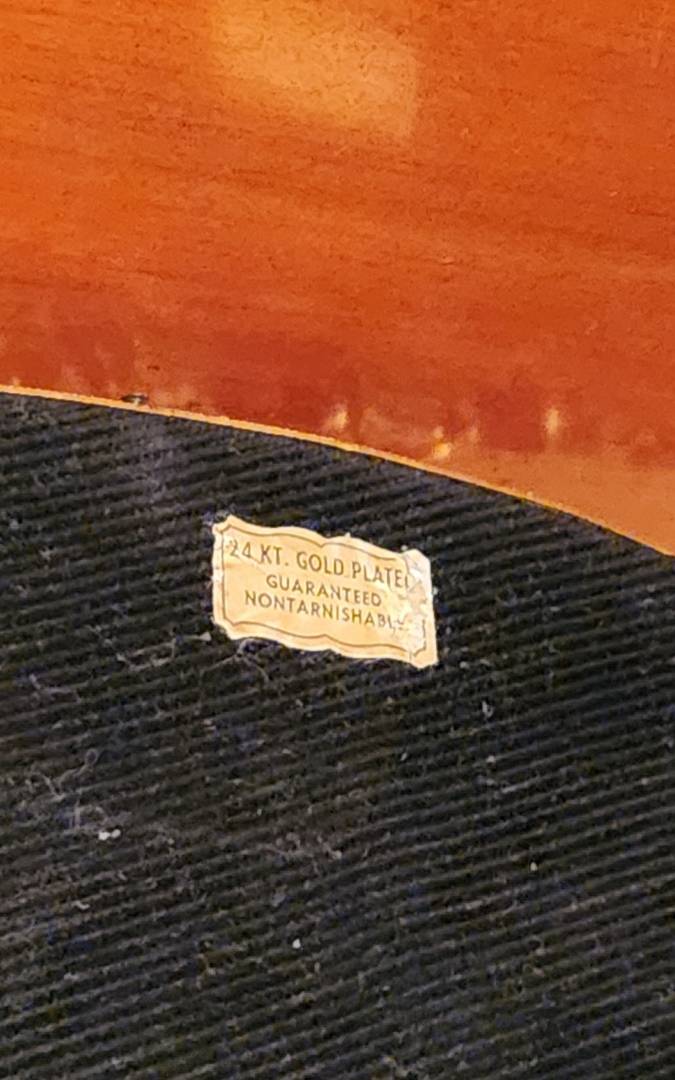 24 KT. GOLD PLATED
GUARANTEED
NONTARNISHABLE